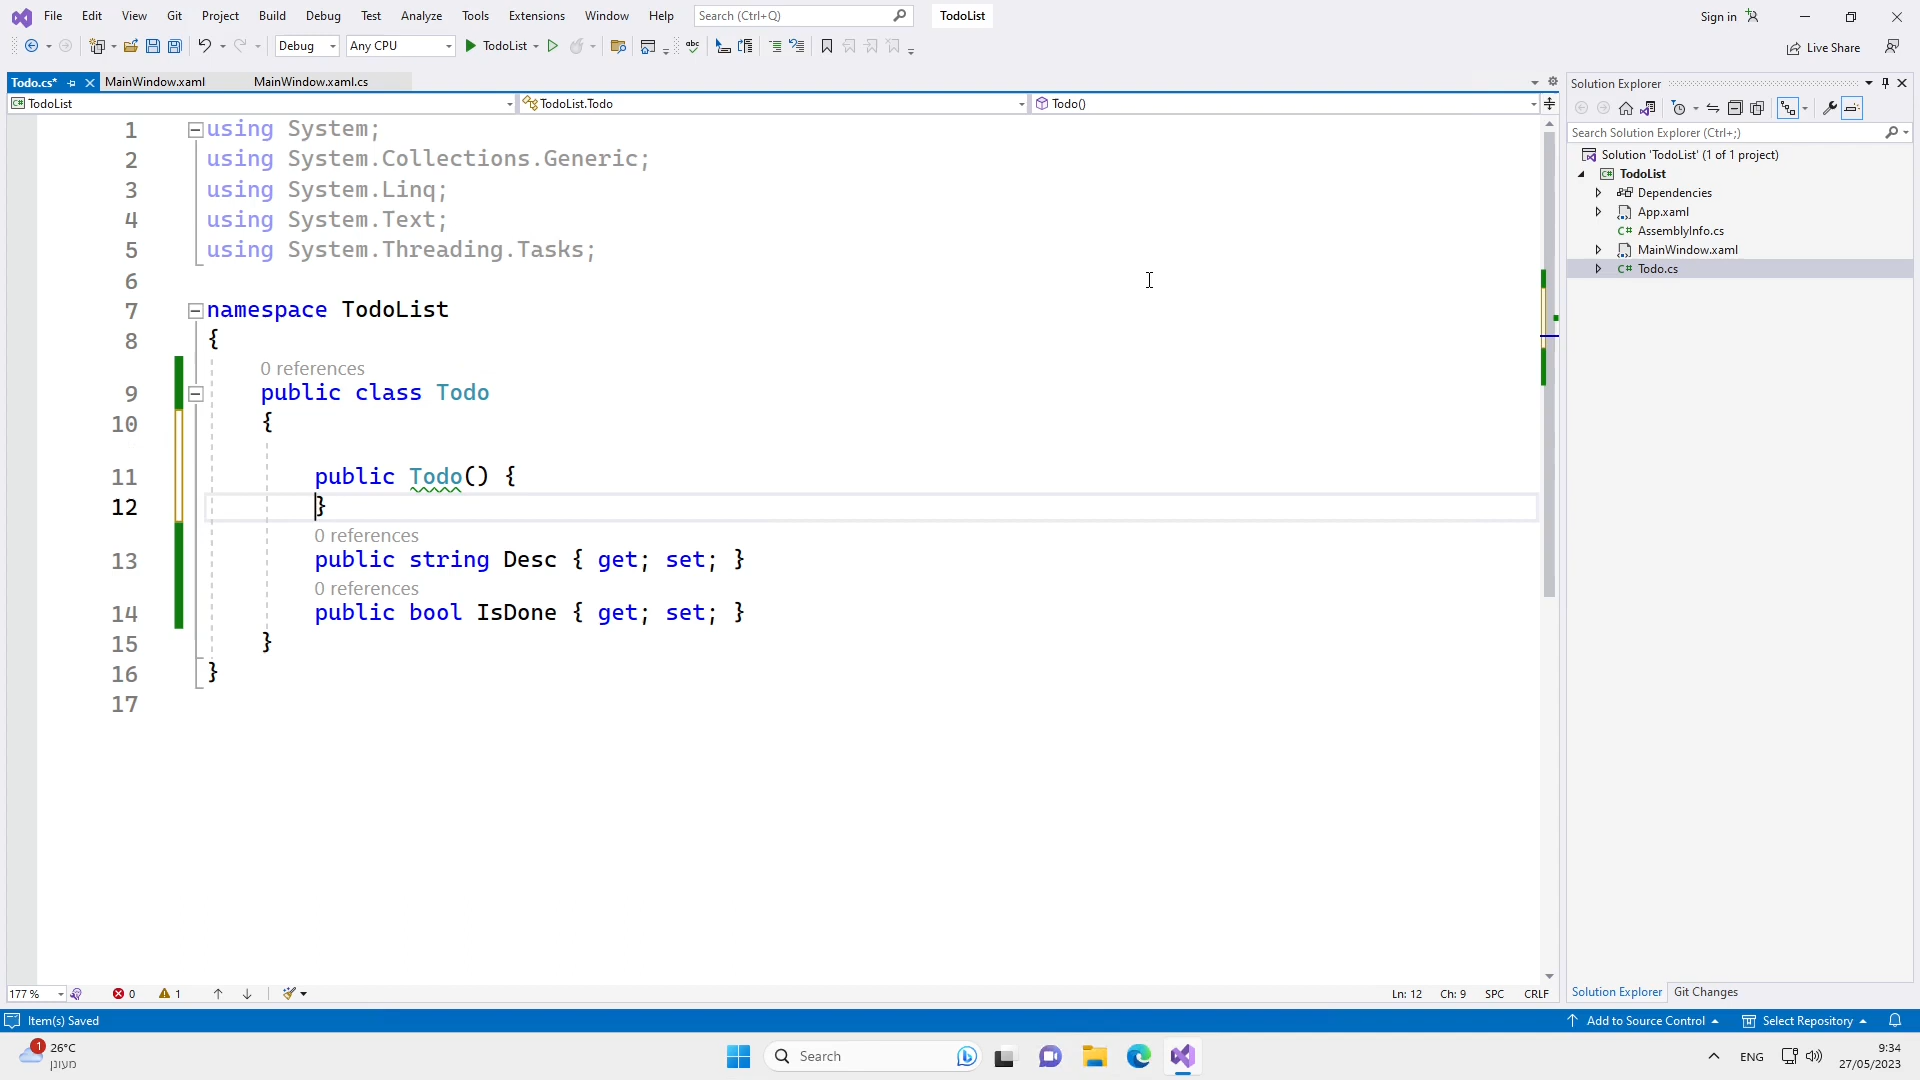 File Edit View Git Project Build Debug Test Analyze Tools Extensions Window Help Search (Ctrl+Q) TodoList Sign in
Debug Any CPU TodoList abc Live Share
Todo.cs* MainWindow.xaml MainWindow.xaml.cs
C# TodoList TodoList.Todo Todo()
1 using System;
2 using System.Collections.Generic;
3 using System.Linq;
4 using System.Text;
5 using System.Threading.Tasks;
6
7 namespace TodoList
8 {
0 references
9 public class Todo
10 {
11 public Todo() {
12 }
0 references
13 public string Desc { get; set; }
0 references
14 public bool IsDone { get; set; }
15 }
16 }
17
177 % 0 1 Ln: 12 Ch: 9 SPC CRLF
Solution Explorer
Search Solution Explorer (Ctrl+;)
Solution 'TodoList' (1 of 1 project)
C# TodoList
Dependencies
App.xaml
C# AssemblyInfo.cs
MainWindow.xaml
C# Todo.cs
Solution Explorer Git Changes
Item(s) Saved Add to Source Control Select Repository
1 26°C
מעונן
Search
ENG
9:34
27/05/2023